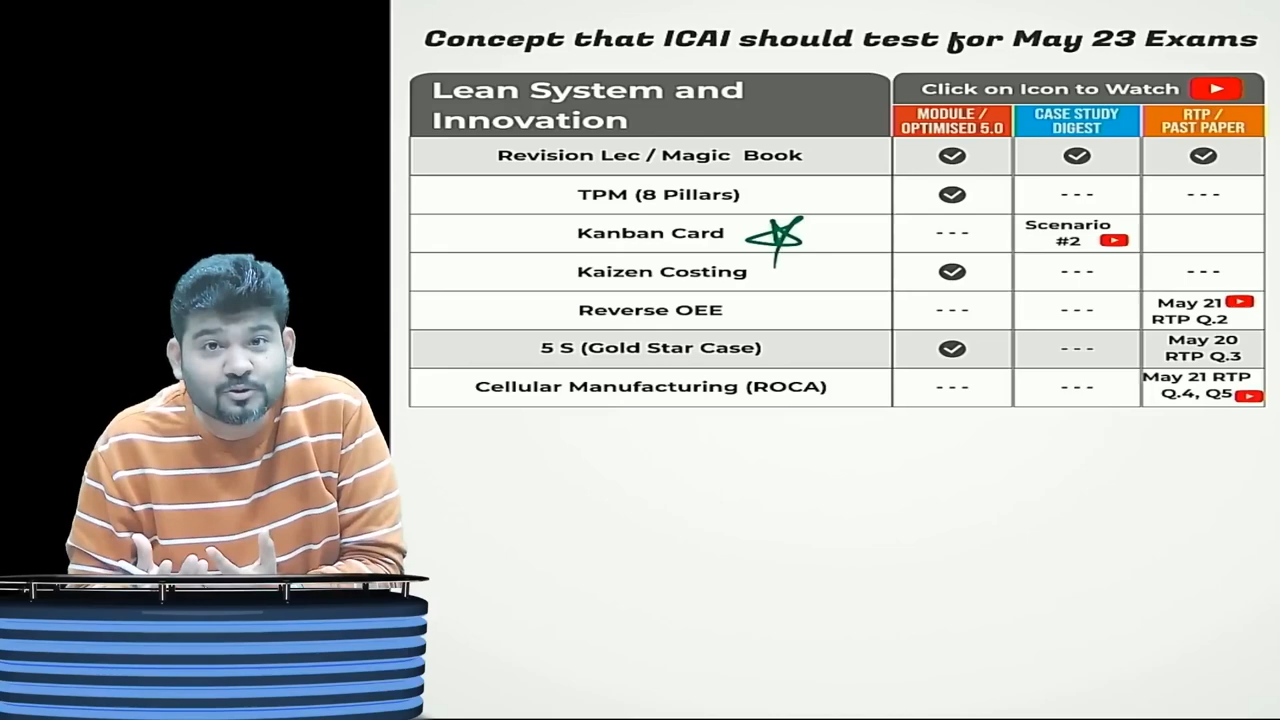 Concept that ICAI should test for May 23 Exams
Lean System and
Innovation
Click on Icon to Watch
MODULE /
OPTIMISED 5.0
CASE STUDY
DIGEST
RTP /
PAST PAPER
Revision Lec / Magic Book
TPM (8 Pillars)
- - -
- - -
Kanban Card
- - -
Scenario
#2
Kaizen Costing
- - -
- - -
Reverse OEE
- - -
- - -
May 21
RTP Q.2
5 S (Gold Star Case)
- - -
May 20
RTP Q.3
Cellular Manufacturing (ROCA)
- - -
- - -
May 21 RTP
Q.4, Q5